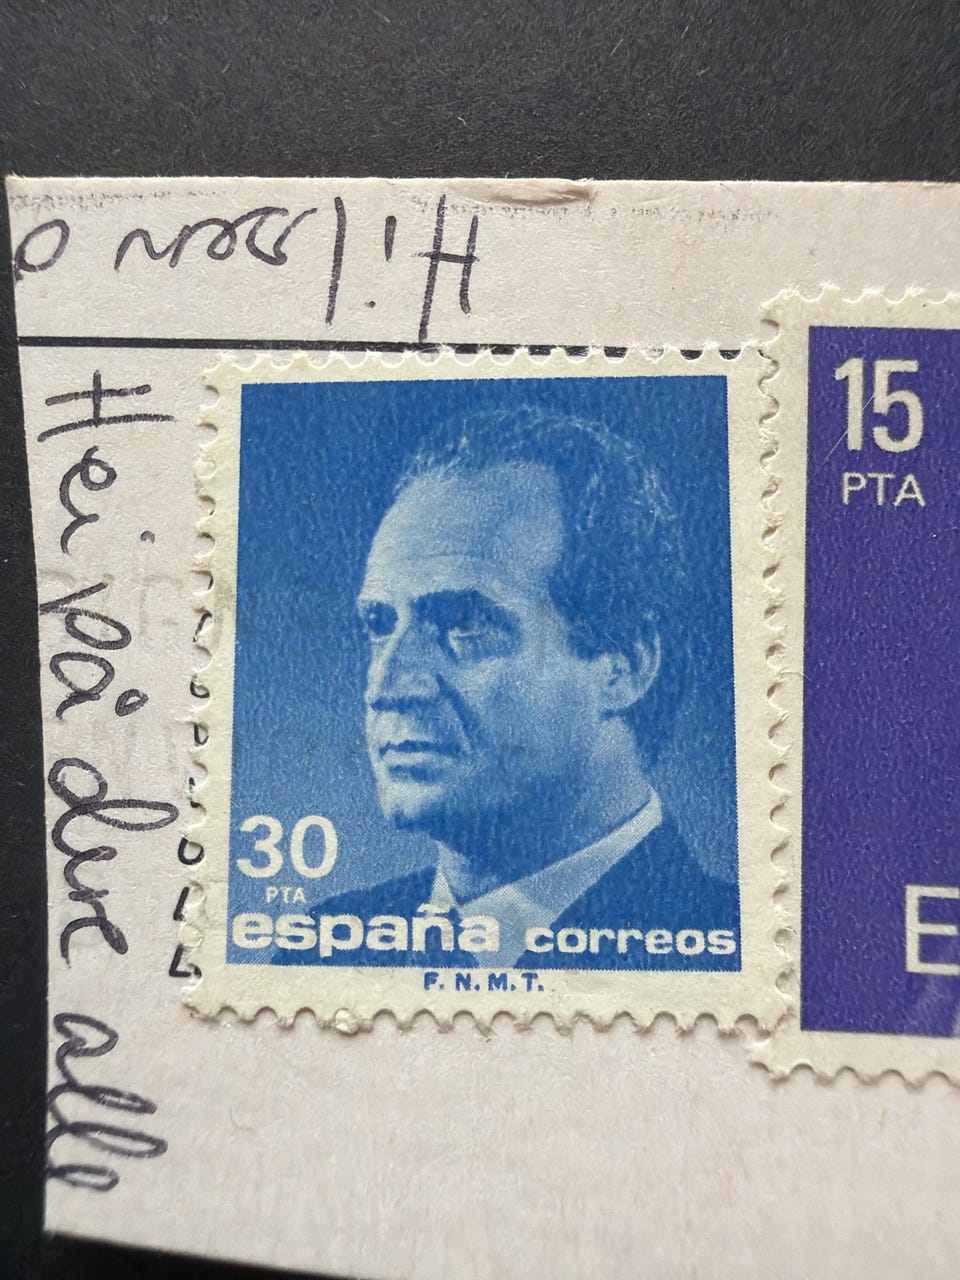 Hilsen
Hei på dere alle
15
PTA
30
PTA
españa correos
F. N. M. T.
E